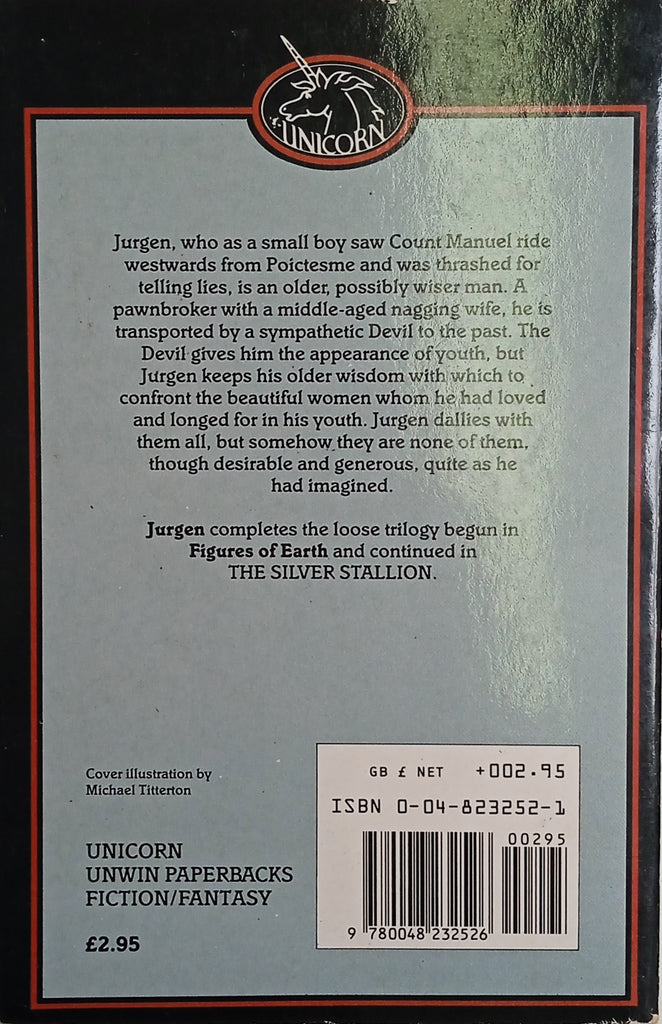 UNICORN
Jurgen, who as a small boy saw Count Manuel ride
westwards from Poictesme and was thrashed for
telling lies, is an older, possibly wiser man. A
pawnbroker with a middle-aged nagging wife, he is
transported by a sympathetic Devil to the past. The
Devil gives him the appearance of youth, but
Jurgen keeps his older wisdom with which to
confront the beautiful women whom he had loved
and longed for in his youth. Jurgen dallies with
them all, but somehow they are none of them,
though desirable and generous, quite as he
had imagined.
Jurgen completes the loose trilogy begun in
Figures of Earth and continued in
THE SILVER STALLION.
Cover illustration by
Michael Titterton
UNICORN
UNWIN PAPERBACKS
FICTION/FANTASY
£2.95
GB £ NET +002.95
ISBN 0-04-823252-1
00295
9 780048 232526